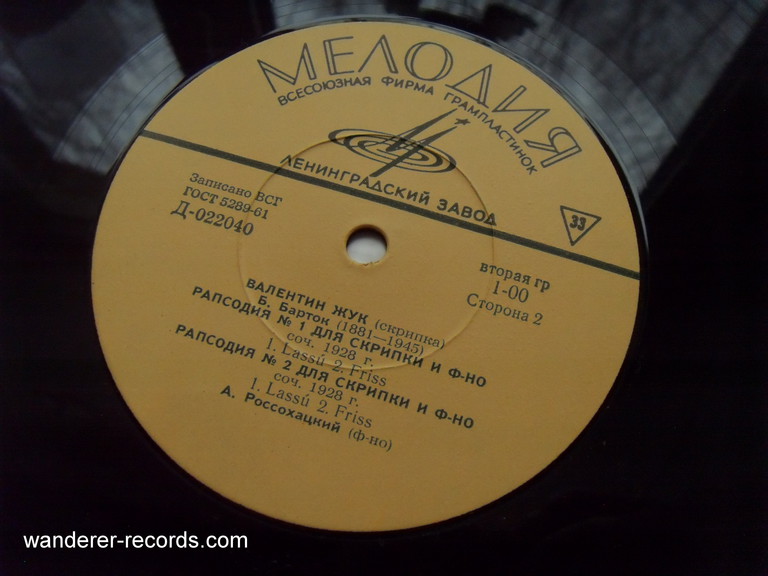 МЕЛОДИЯ
ВСЕСОЮЗНАЯ ФИРМА ГРАМПЛАСТИНОК
ЛЕНИНГРАДСКИЙ ЗАВОД
33
Записано ВСГ
ГОСТ 5289-61
Д-022040
вторая гр
1-00
Сторона 2
ВАЛЕНТИН ЖУК (скрипка)
Б. Барток (1881—1945)
РАПСОДИЯ № 1 ДЛЯ СКРИПКИ И Ф-НО
соч. 1928 г.
1. Lassú 2. Friss
РАПСОДИЯ № 2 ДЛЯ СКРИПКИ И Ф-НО
соч. 1928 г.
1. Lassú 2. Friss
А. Россохацкий (ф-но)
wanderer-records.com